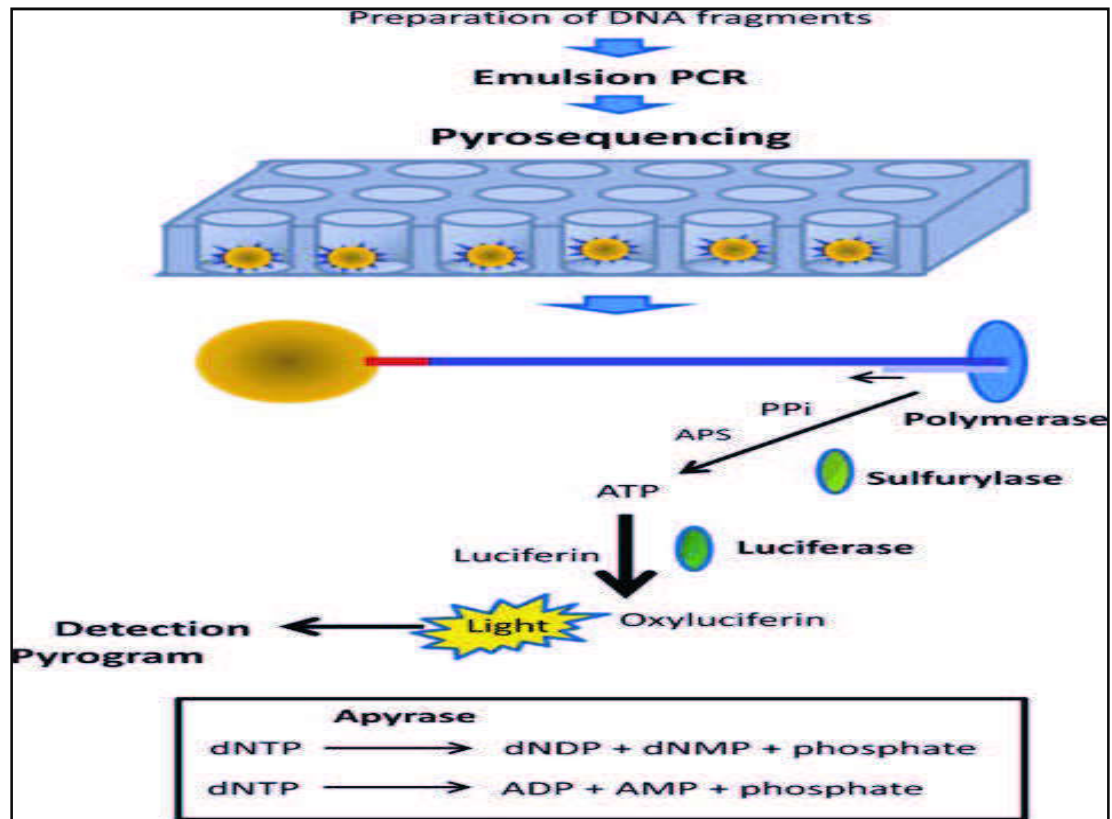 Preparation of DNA fragments
Emulsion PCR
Pyrosequencing
PPi
Polymerase
APS
Sulfurylase
ATP
Luciferase
Luciferin
Light
Oxyluciferin
Detection
Pyrogram
Apyrase
dNTP dNDP + dNMP + phosphate
dNTP ADP + AMP + phosphate